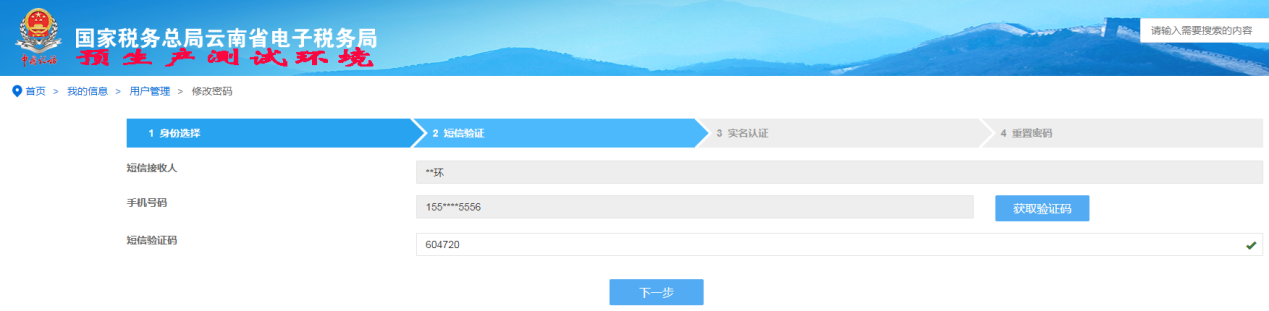 国家税务总局云南省电子税务局
预生产测试环境
中国税务
请输入需要搜索的内容
首页 > 我的信息 > 用户管理 > 修改密码
1 身份选择
2 短信验证
3 实名认证
4 重置密码
短信接收人
**环
手机号码
155****5556
获取验证码
短信验证码
604720
下一步